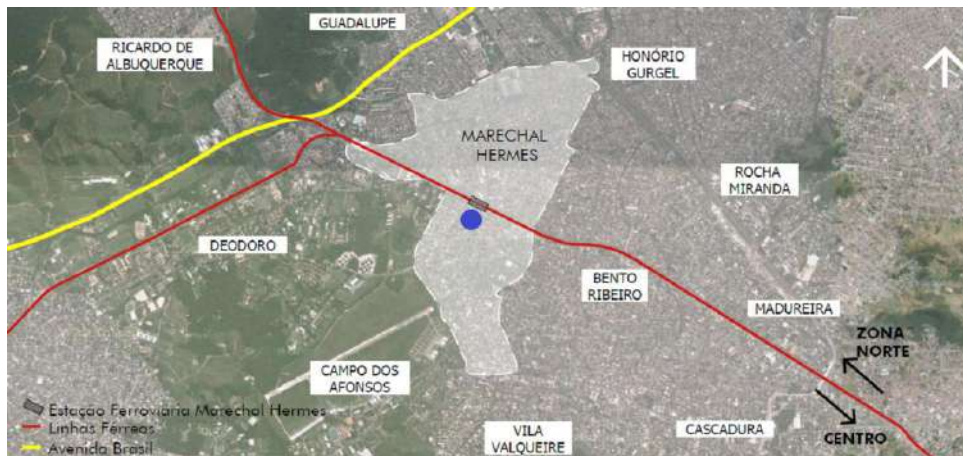 GUADALUPE
RICARDO DE
ALBUQUERQUE
HONÓRIO
GURGEL
MARECHAL
HERMES
ROCHA
MIRANDA
DEODORO
BENTO
RIBEIRO
MADUREIRA
ZONA
NORTE
CAMPO DOS
AFONSOS
Estação Ferroviária Marechal Hermes
Linhas Férreas
Avenida Brasil
VILA
VALQUEIRE
CASCADURA
CENTRO